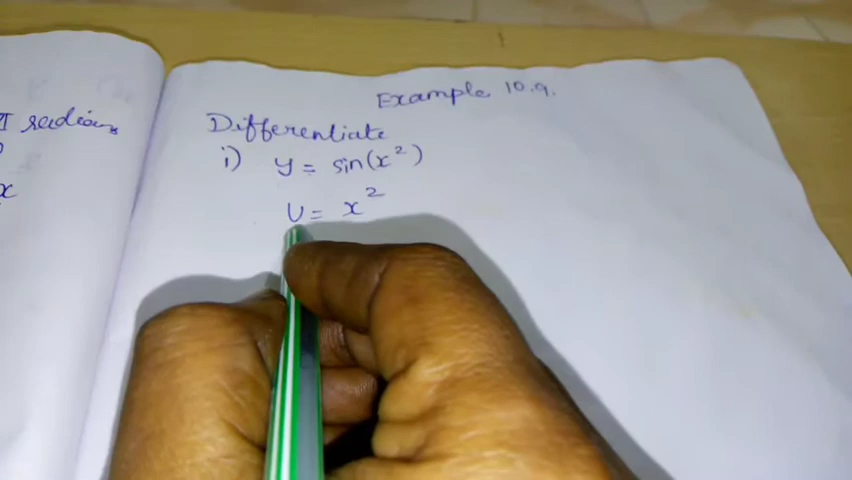 Example 10.9.
Differentiate
i) y = sin(x²)
U = x²
x